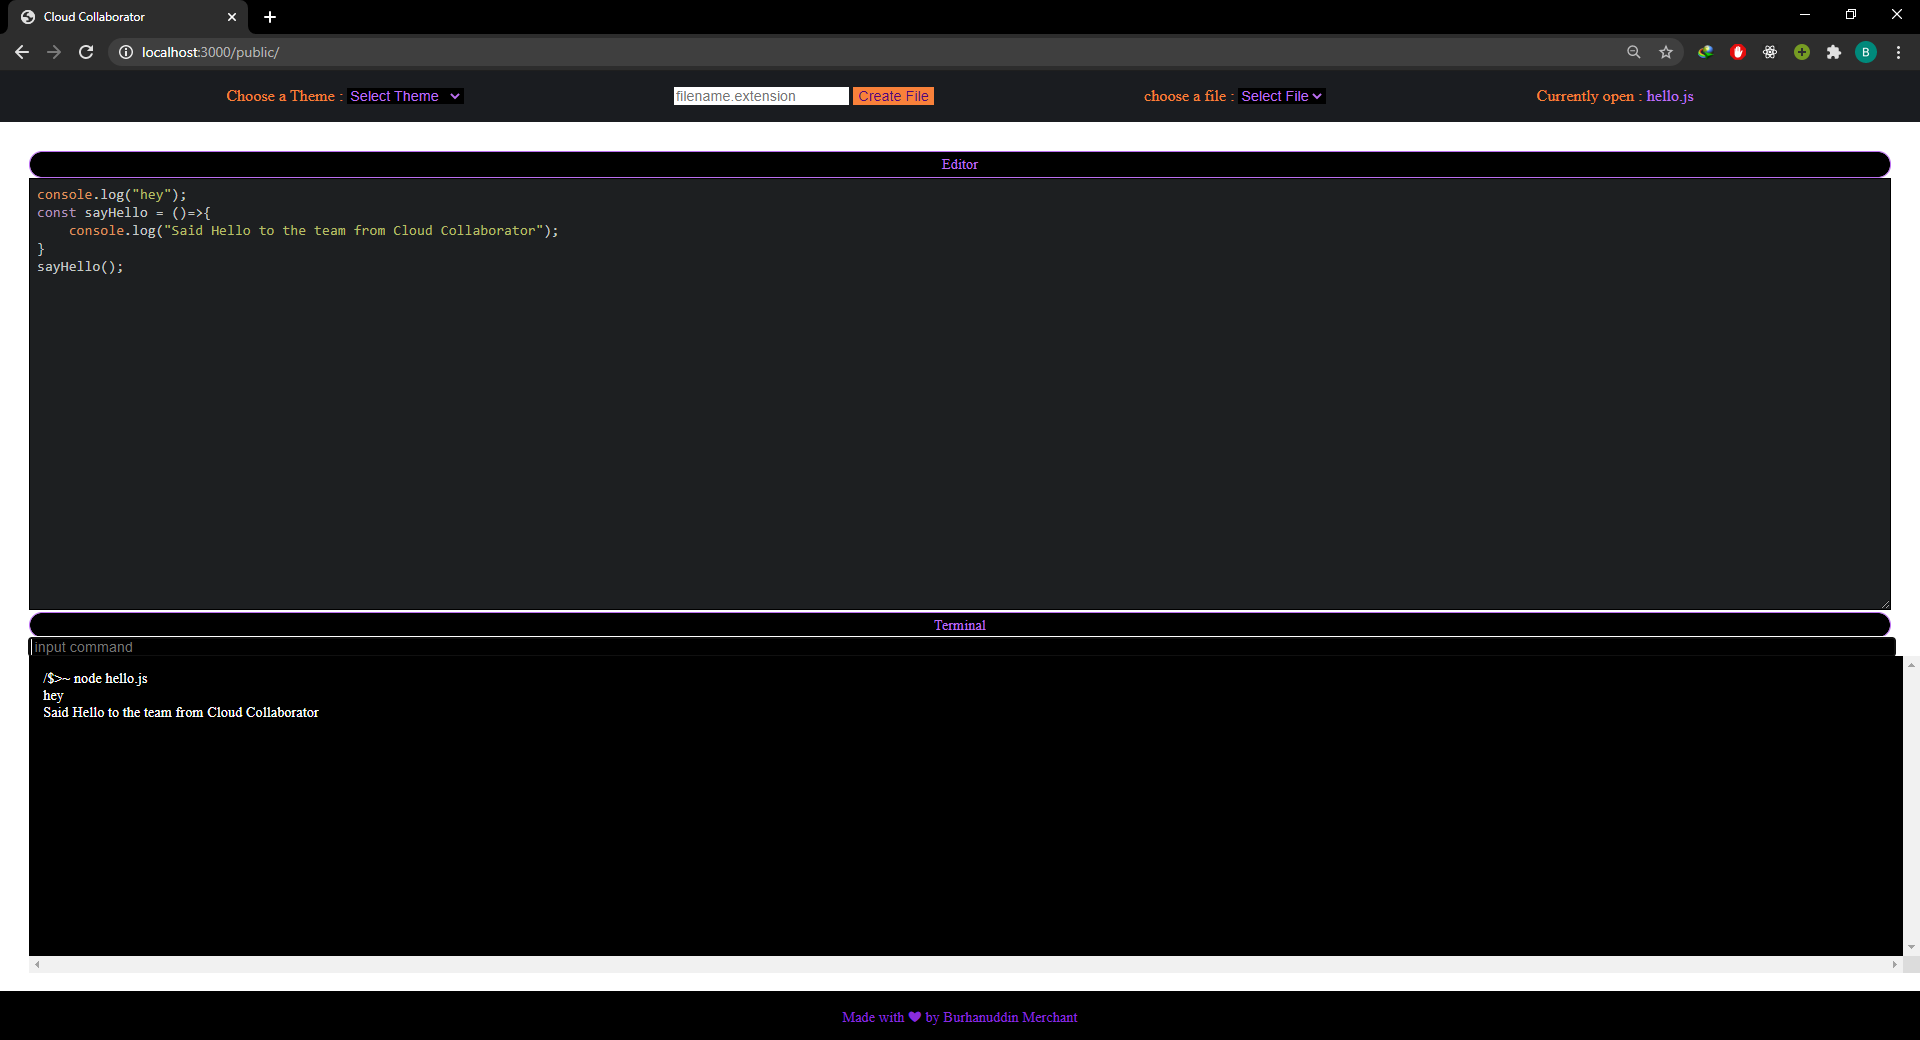 Cloud Collaborator
localhost:3000/public/
B
Choose a Theme : Select Theme filename.extension Create File choose a file : Select File Currently open : hello.js
Editor
console.log("hey");
const sayHello = ()=>{
    console.log("Said Hello to the team from Cloud Collaborator");
}
sayHello();
Terminal
input command
/$>~ node hello.js
hey
Said Hello to the team from Cloud Collaborator
Made with ❤ by Burhanuddin Merchant